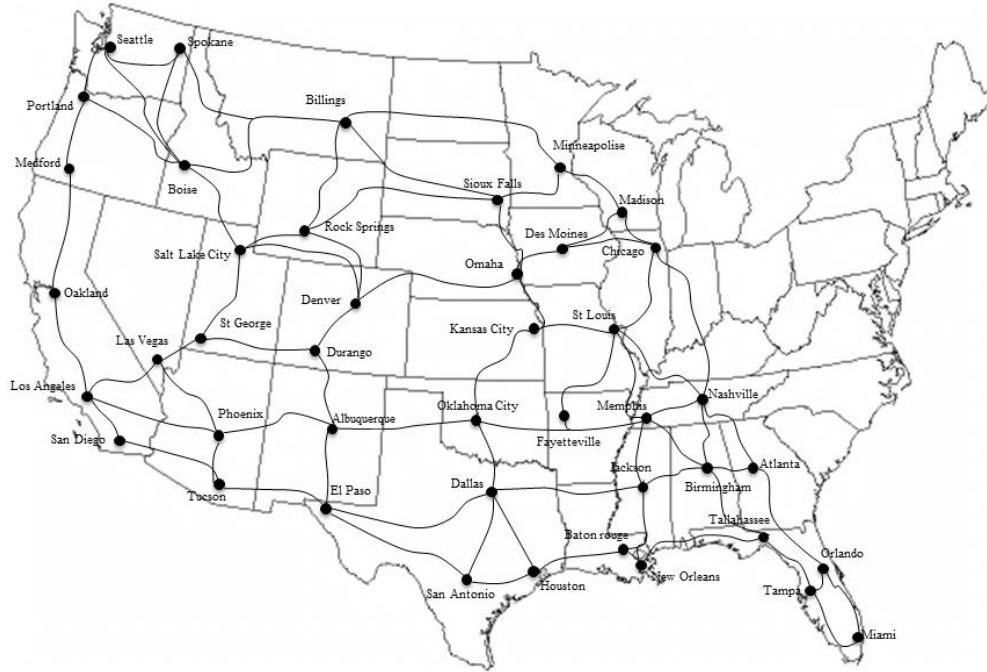 Seattle
Spokane
Portland
Billings
Minneapolise
Medford
Boise
Sioux Falls
Madison
Rock Springs
Des Moines
Salt Lake City
Chicago
Omaha
Oakland
Denver
St George
St Louis
Kansas City
Las Vegas
Durango
Los Angeles
Nashville
Oklahoma City
Memphis
Phoenix
Albuquerque
San Diego
Fayetteville
Jackson
Atlanta
Dallas
Birmingham
Tucson
El Paso
Tallahassee
Baton rouge
Orlando
New Orleans
Houston
San Antonio
Tampa
Miami